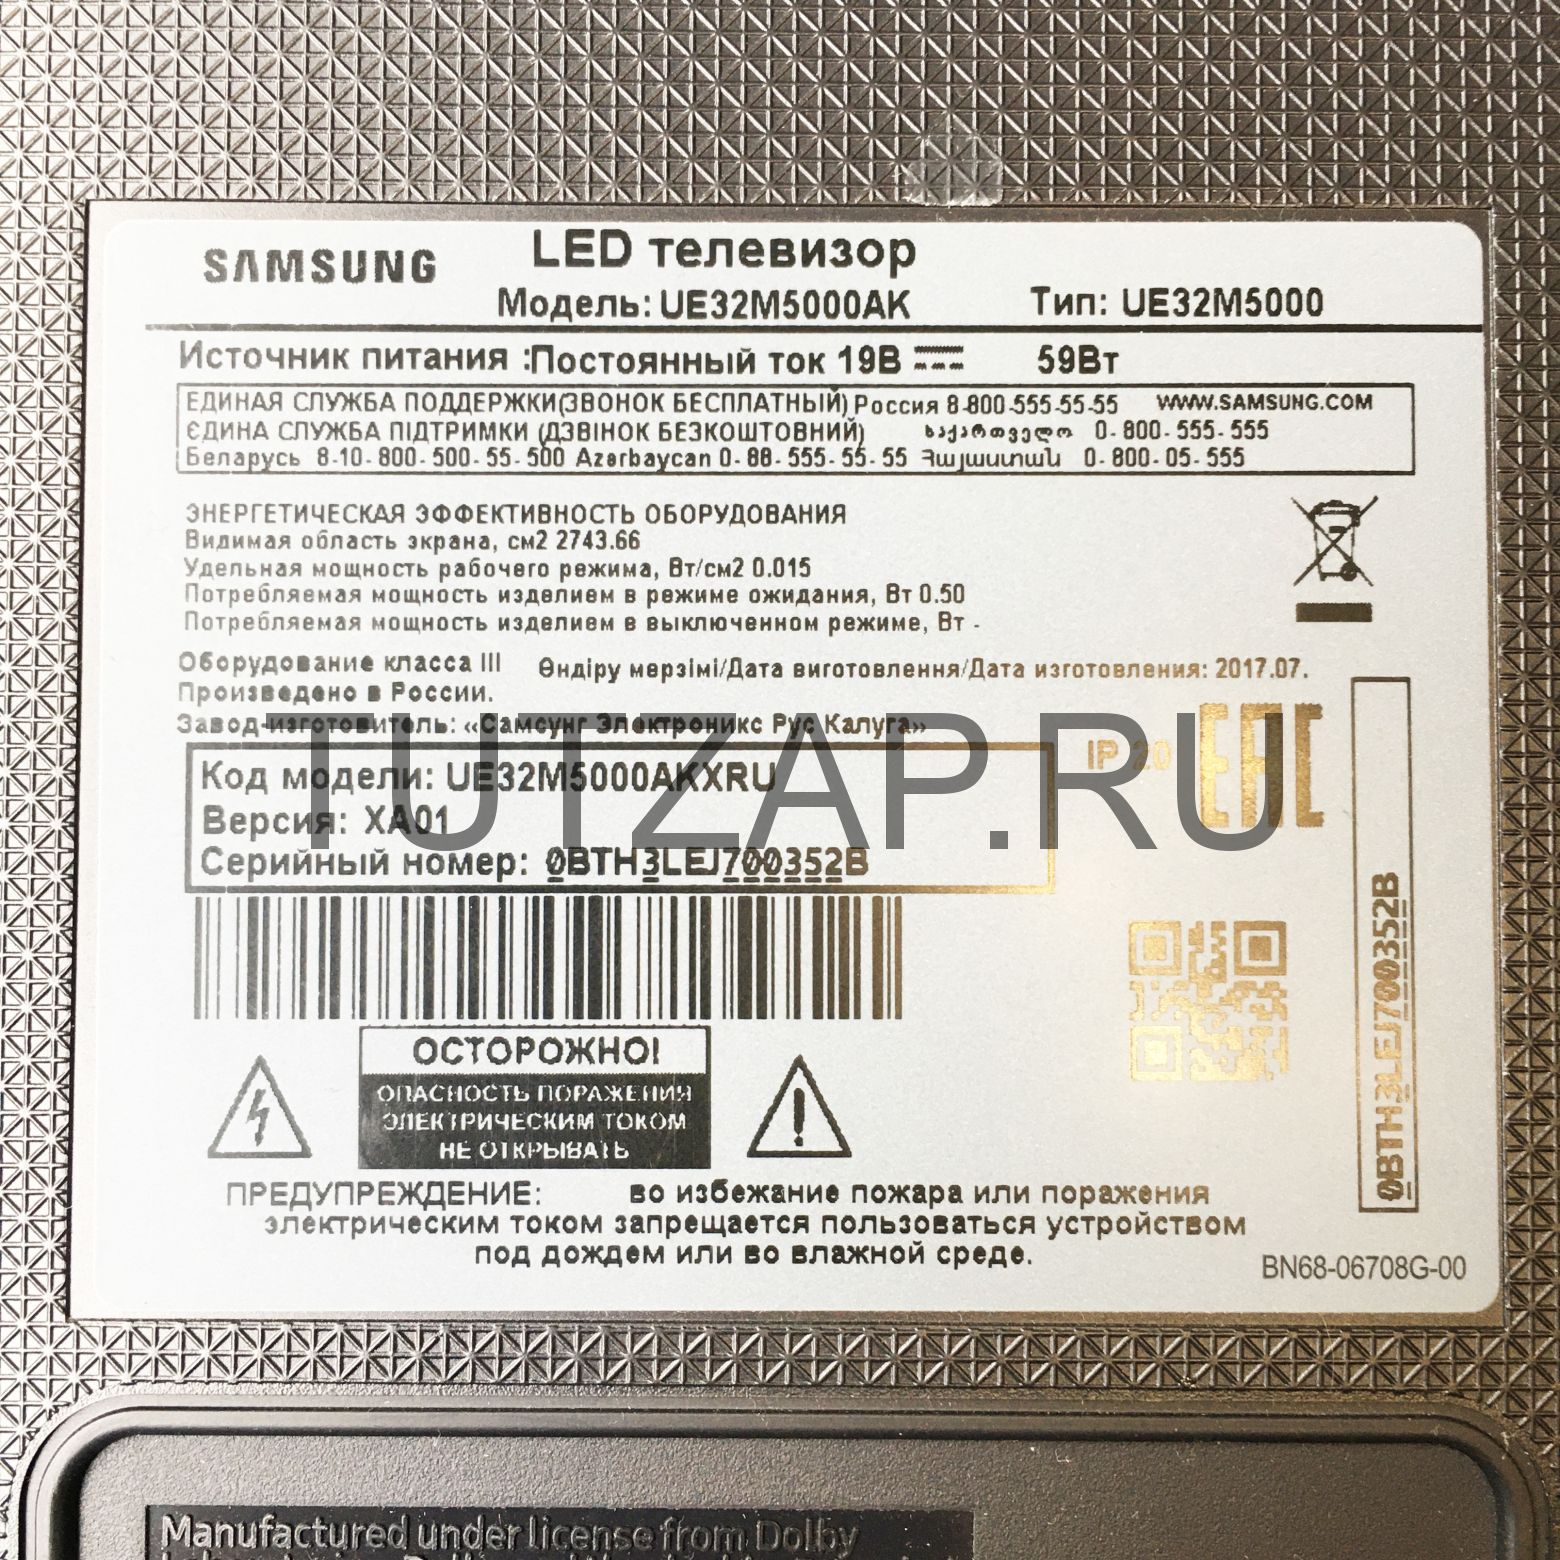 SAMSUNG
LED телевизор
Модель: UE32M5000AK Тип: UE32M5000
Источник питания :Постоянный ток 19В 59Вт
ЕДИНАЯ СЛУЖБА ПОДДЕРЖКИ(ЗВОНОК БЕСПЛАТНЫЙ) Россия 8-800-555-55-55 WWW.SAMSUNG.COM
ЄДИНА СЛУЖБА ПІДТРИМКИ (ДЗВІНОК БЕЗКОШТОВНИЙ) საქართველო 0-800-555-555
Беларусь 8-10-800-500-55-500 Azərbaycan 0-88-555-55-55 Հայաստան 0-800-05-555
ЭНЕРГЕТИЧЕСКАЯ ЭФФЕКТИВНОСТЬ ОБОРУДОВАНИЯ
Видимая область экрана, см2 2743.66
Удельная мощность рабочего режима, Вт/см2 0.015
Потребляемая мощность изделием в режиме ожидания, Вт 0.50
Потребляемая мощность изделием в выключенном режиме, Вт -
Оборудование класса III Өндіру мерзімі/Дата виготовлення/Дата изготовления: 2017.07.
Произведено в России.
Завод-изготовитель: «Самсунг Электроникс Рус Калуга»
TUTZAP.RU
IP 20
EAC
Код модели: UE32M5000AKXRU
Версия: XA01
Серийный номер: 0BTH3LEJ700352B
0BTH3LEJ700352B
ОСТОРОЖНО!
ОПАСНОСТЬ ПОРАЖЕНИЯ
ЭЛЕКТРИЧЕСКИМ ТОКОМ
НЕ ОТКРЫВАТЬ
ПРЕДУПРЕЖДЕНИЕ: во избежание пожара или поражения
электрическим током запрещается пользоваться устройством
под дождем или во влажной среде.
BN68-06708G-00
Manufactured under license from Dolby